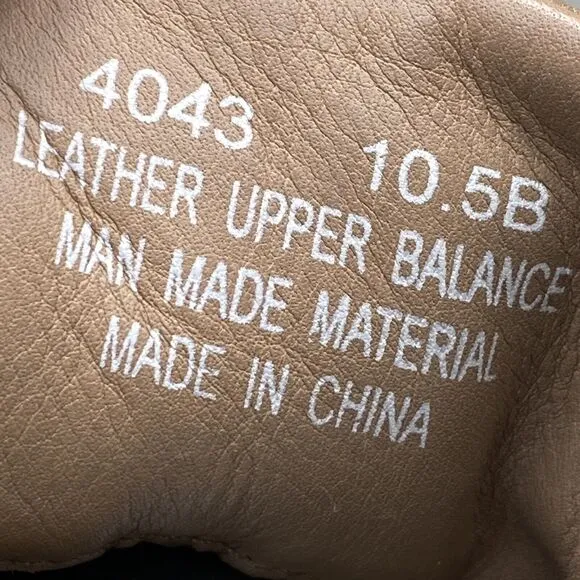 4043 10.5B
LEATHER UPPER BALANCE
MAN MADE MATERIAL
MADE IN CHINA